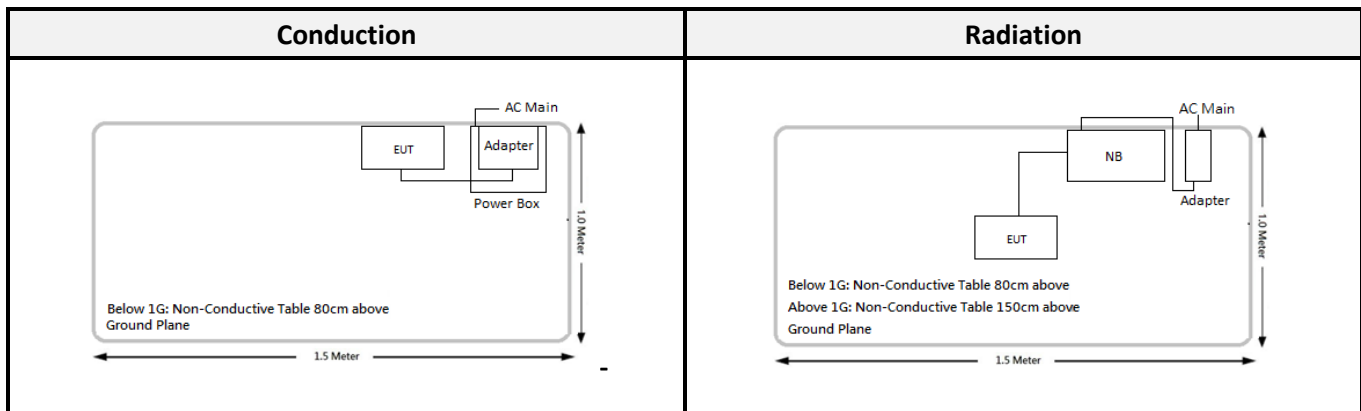 Conduction
Radiation
AC Main
EUT
Adapter
Power Box
1.0 Meter
Below 1G: Non-Conductive Table 80cm above
Ground Plane
1.5 Meter
-
AC Main
NB
Adapter
EUT
1.0 Meter
Below 1G: Non-Conductive Table 80cm above
Above 1G: Non-Conductive Table 150cm above
Ground Plane
1.5 Meter